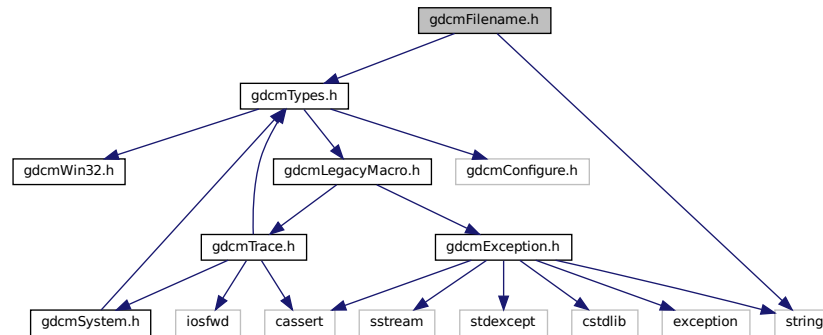 gdcmFilename.h
gdcmTypes.h
gdcmWin32.h
gdcmLegacyMacro.h
gdcmConfigure.h
gdcmTrace.h
gdcmException.h
gdcmSystem.h
iosfwd
cassert
sstream
stdexcept
cstdlib
exception
string